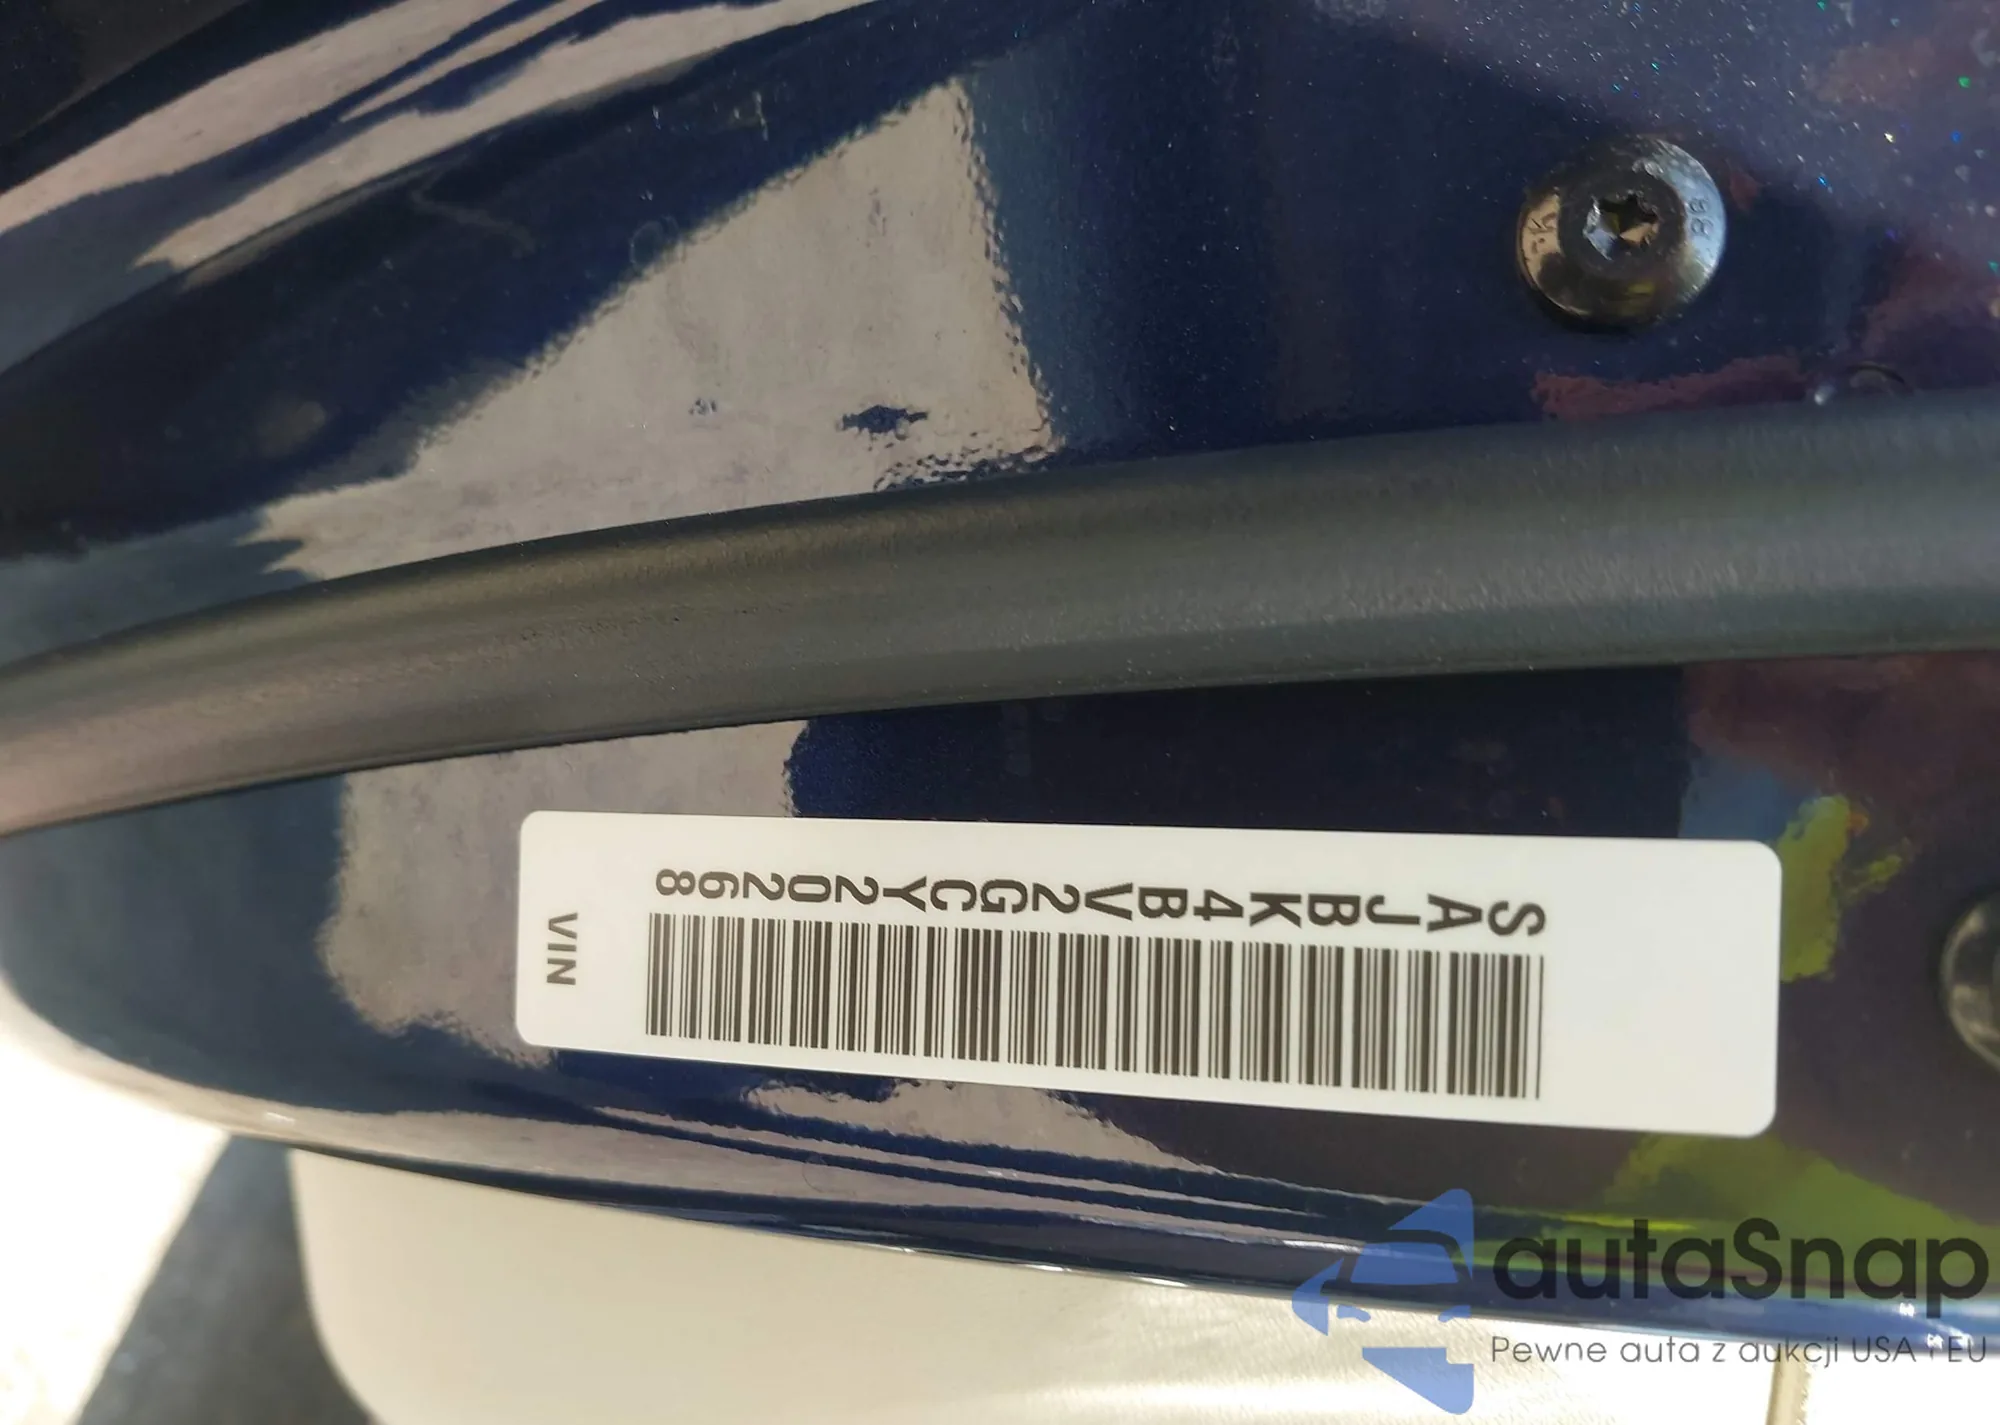 SAJBK4BV2GCY20268
VIN
autaSnap
Pewne auta z aukcji USA i EU